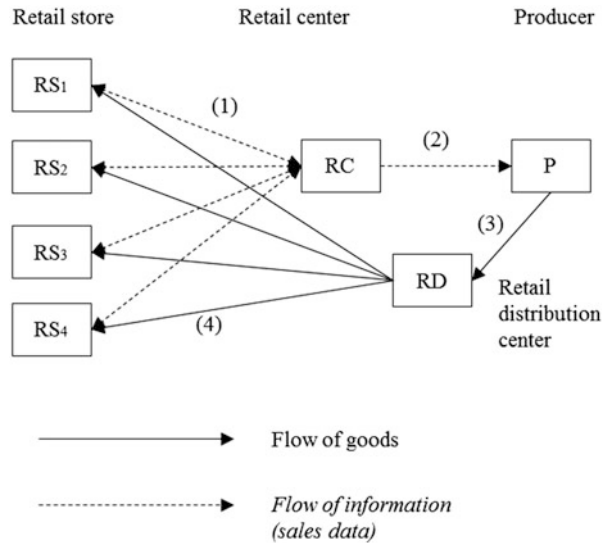 Retail store
Retail center
Producer
RS1
(1)
RS2
RC
(2)
P
RS3
(3)
RD
RS4
(4)
Retail
distribution
center
Flow of goods
Flow of information
(sales data)